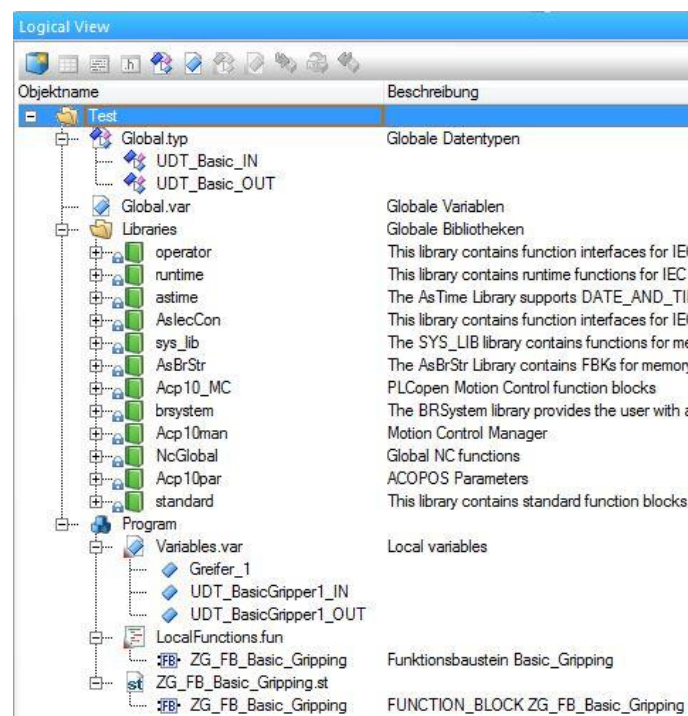 Logical View
Objektname Beschreibung
Test
Global.typ Globale Datentypen
UDT_Basic_IN
UDT_Basic_OUT
Global.var Globale Variablen
Libraries Globale Bibliotheken
operator This library contains function interfaces for IE
runtime This library contains runtime functions for IEC
astime The AsTime Library supports DATE_AND_TI
AsIecCon This library contains function interfaces for IE
sys_lib The SYS_LIB library contains functions for me
AsBrStr The AsBrStr Library contains FBKs for memory
Acp10_MC PLCopen Motion Control function blocks
brsystem The BRSystem library provides the user with a
Acp10man Motion Control Manager
NcGlobal Global NC functions
Acp10par ACOPOS Parameters
standard This library contains standard function blocks
Program
Variables.var Local variables
Greifer_1
UDT_BasicGripper1_IN
UDT_BasicGripper1_OUT
LocalFunctions.fun
FB ZG_FB_Basic_Gripping Funktionsbaustein Basic_Gripping
st ZG_FB_Basic_Gripping.st
FB ZG_FB_Basic_Gripping FUNCTION_BLOCK ZG_FB_Basic_Gripping